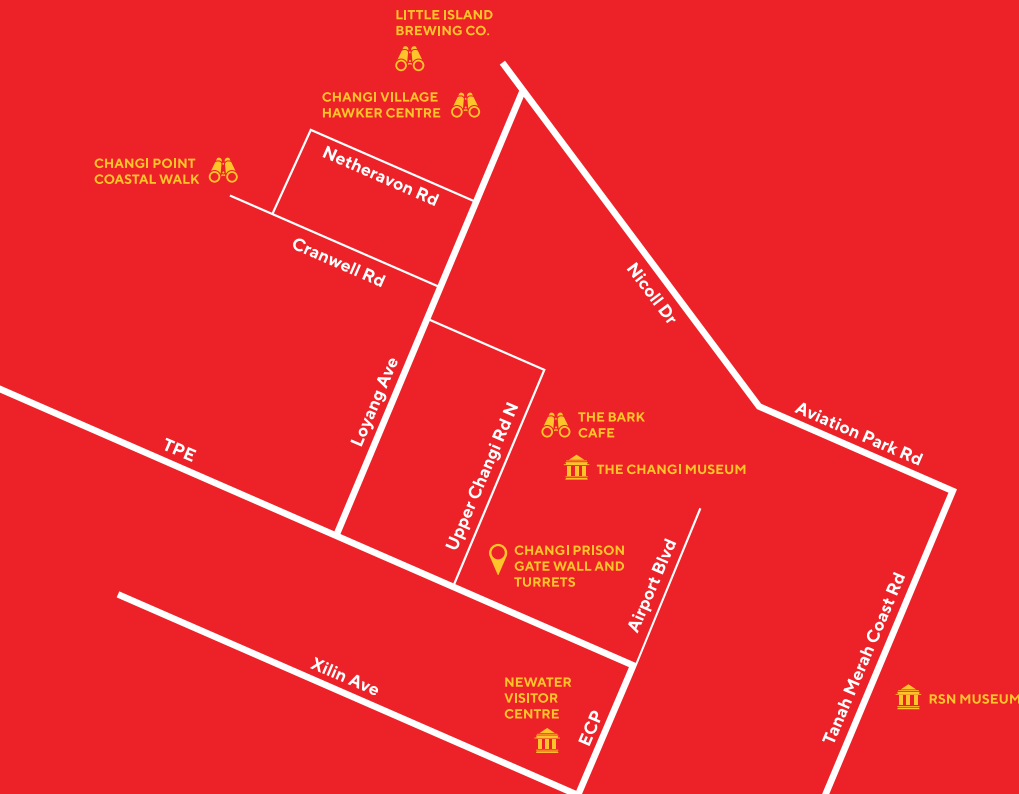 LITTLE ISLAND
BREWING CO.
CHANGI VILLAGE
HAWKER CENTRE
CHANGI POINT
COASTAL WALK
Netheravon Rd
Cranwell Rd
Nicoll Dr
Loyang Ave
Aviation Park Rd
THE BARK
CAFE
TPE
Upper Changi Rd N
THE CHANGI MUSEUM
CHANGI PRISON
GATE WALL AND
TURRETS
Airport Blvd
Tanah Merah Coast Rd
Xilin Ave
NEWATER
VISITOR
CENTRE
ECP
RSN MUSEUM